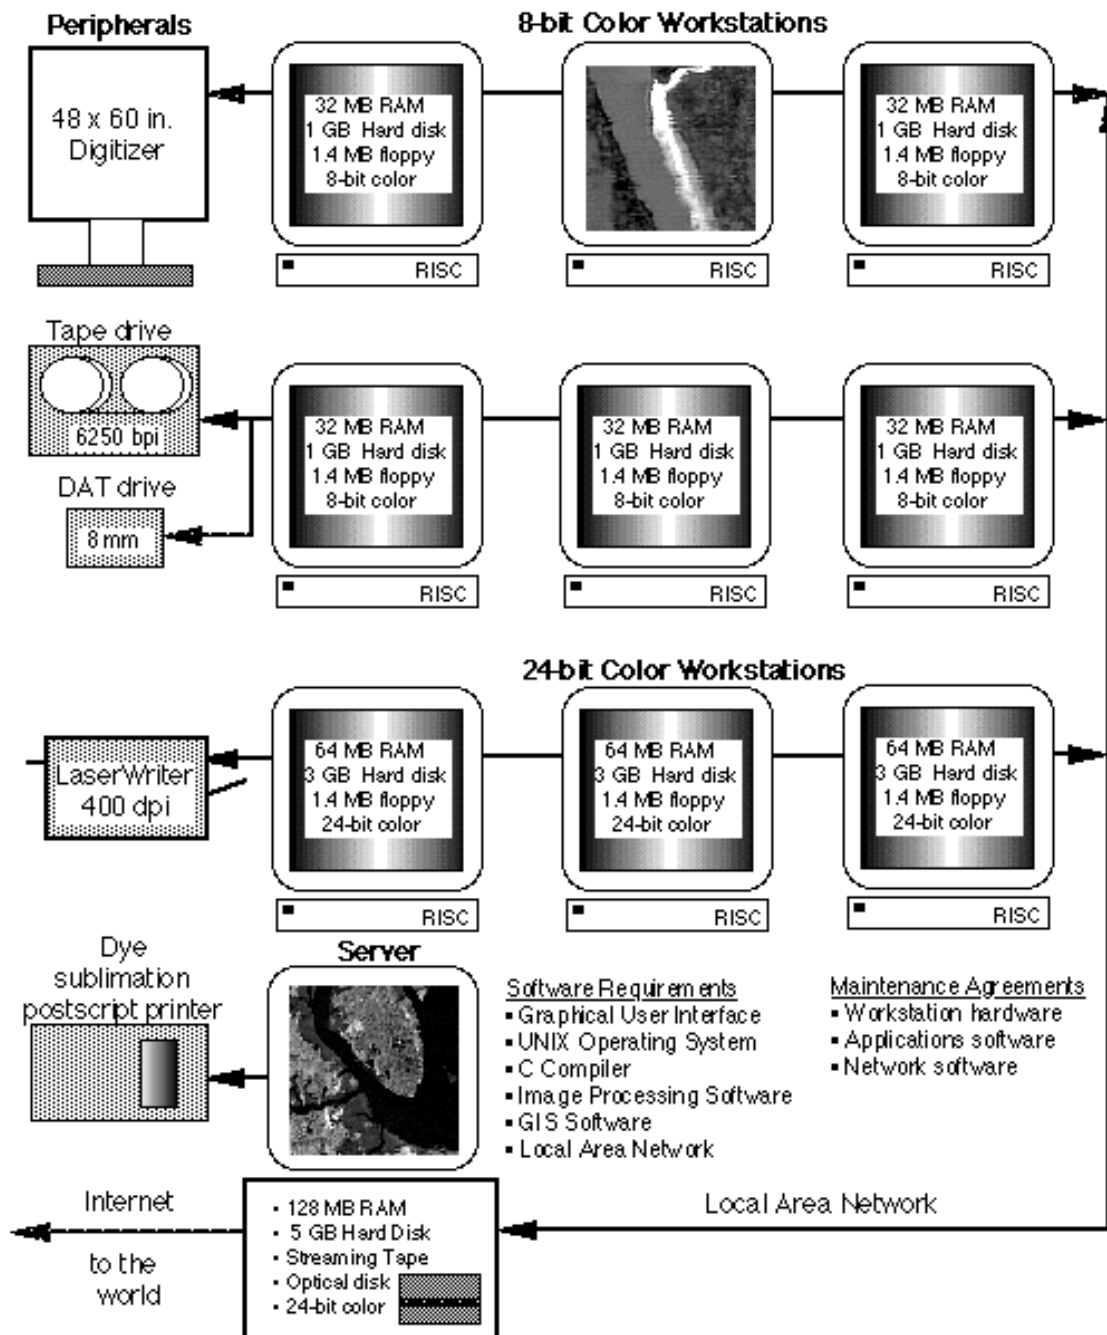 Peripherals
8-bit Color Workstations
48 x 60 in.
Digitizer
32 MB RAM
1 GB Hard disk
1.4 MB floppy
8-bit color
RISC
RISC
32 MB RAM
1 GB Hard disk
1.4 MB floppy
8-bit color
RISC
Tape drive
6250 bpi
DAT drive
8 mm
32 MB RAM
1 GB Hard disk
1.4 MB floppy
8-bit color
RISC
32 MB RAM
1 GB Hard disk
1.4 MB floppy
8-bit color
RISC
32 MB RAM
1 GB Hard disk
1.4 MB floppy
8-bit color
RISC
24-bit Color Workstations
LaserWriter
400 dpi
64 MB RAM
3 GB Hard disk
1.4 MB floppy
24-bit color
RISC
64 MB RAM
3 GB Hard disk
1.4 MB floppy
24-bit color
RISC
64 MB RAM
3 GB Hard disk
1.4 MB floppy
24-bit color
RISC
Dye
sublimation
postscript printer
Server
Software Requirements
▪ Graphical User Interface
▪ UNIX Operating System
▪ C Compiler
▪ Image Processing Software
▪ GIS Software
▪ Local Area Network
Maintenance Agreements
▪ Workstation hardware
▪ Applications software
▪ Network software
Internet
to the
world
• 128 MB RAM
• 5 GB Hard Disk
• Streaming Tape
• Optical disk
• 24-bit color
Local Area Network